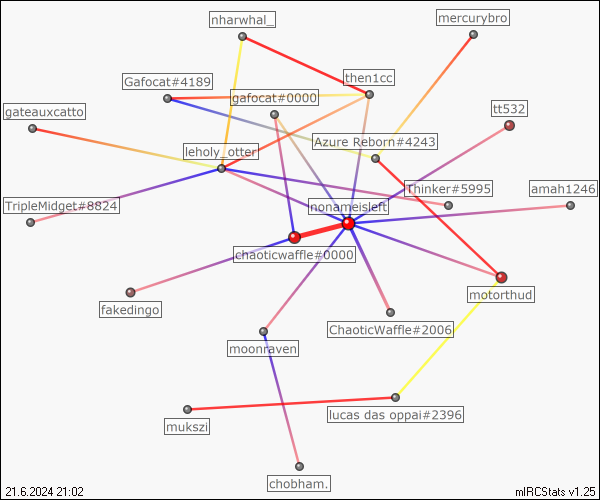 nharwhal_
mercurybro
Gafocat#4189
then1cc
gafocat#0000
gateauxcatto
tt532
Azure Reborn#4243
leholy_otter
Thinker#5995
amah1246
TripleMidget#8824
nonameisleft
chaoticwaffle#0000
fakedingo
motorthud
ChaoticWaffle#2006
moonraven
lucas das oppai#2396
mukszi
chobham.
21.6.2024 21:02
mIRCStats v1.25